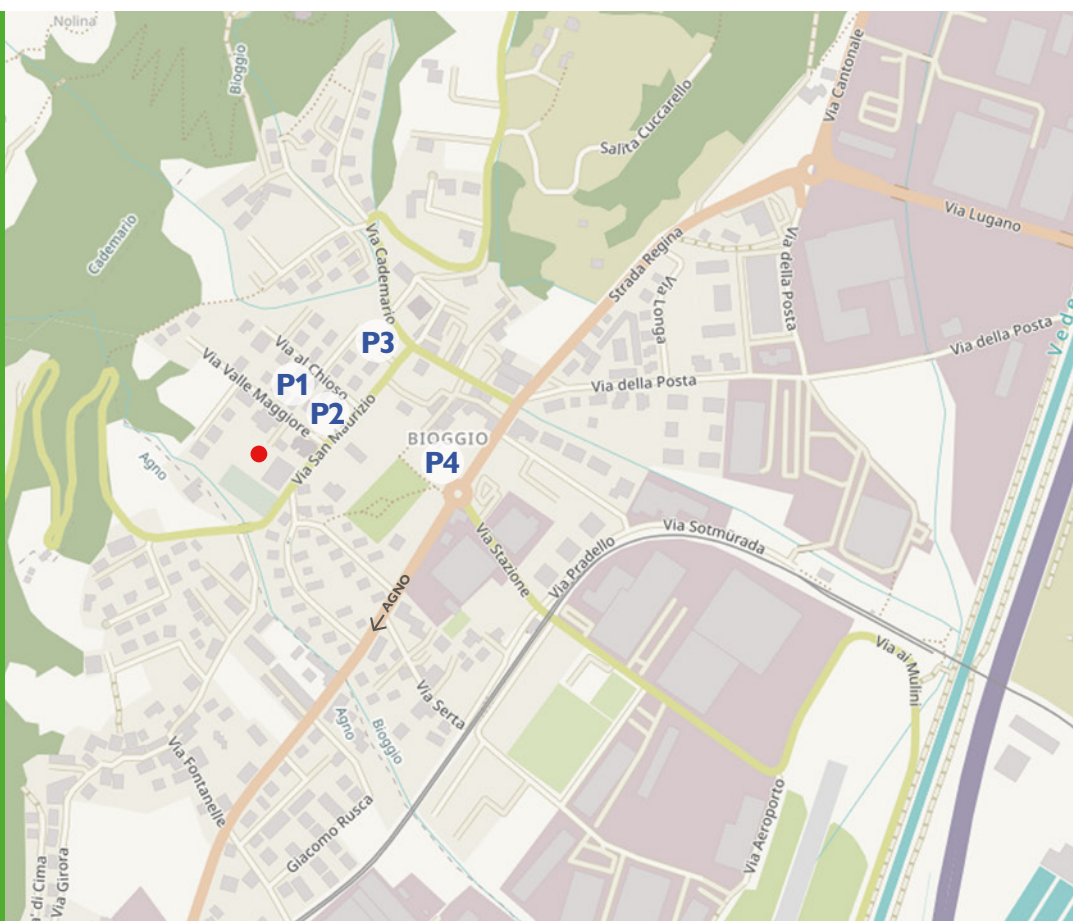 Nolina
Bioggio
Via Cantonale
Salita Cuccarello
Via Lugano
Cademario
Via Cademario
Strada Regina
Via della Posta
Via Longa
Via della Posta
Vede
P3
Via al Chioso
Via Valle Maggiore
P1
P2
Via della Posta
Via San Maurizio
BIOGGIO
P4
Agno
Via Stazione
Via Sotmürada
Via Pradello
AGNO
Via ai Mulini
Via Serta
Agno
Bioggio
Via Fontanelle
Giacomo Rusca
Via Aeroporto
a' di Cima
Via Girora